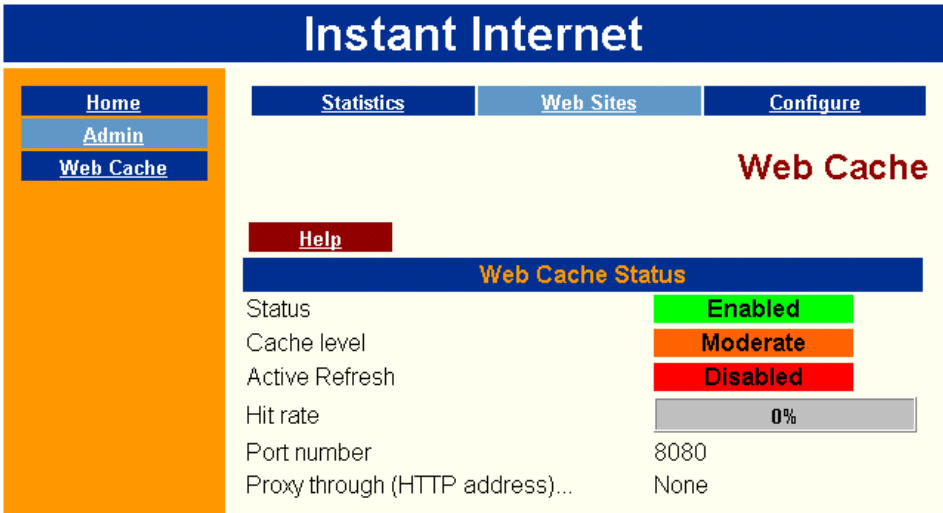 Instant Internet
Home
Admin
Web Cache
Statistics Web Sites Configure
Web Cache
Help
Web Cache Status
Status Enabled
Cache level Moderate
Active Refresh Disabled
Hit rate 0%
Port number 8080
Proxy through (HTTP address)... None